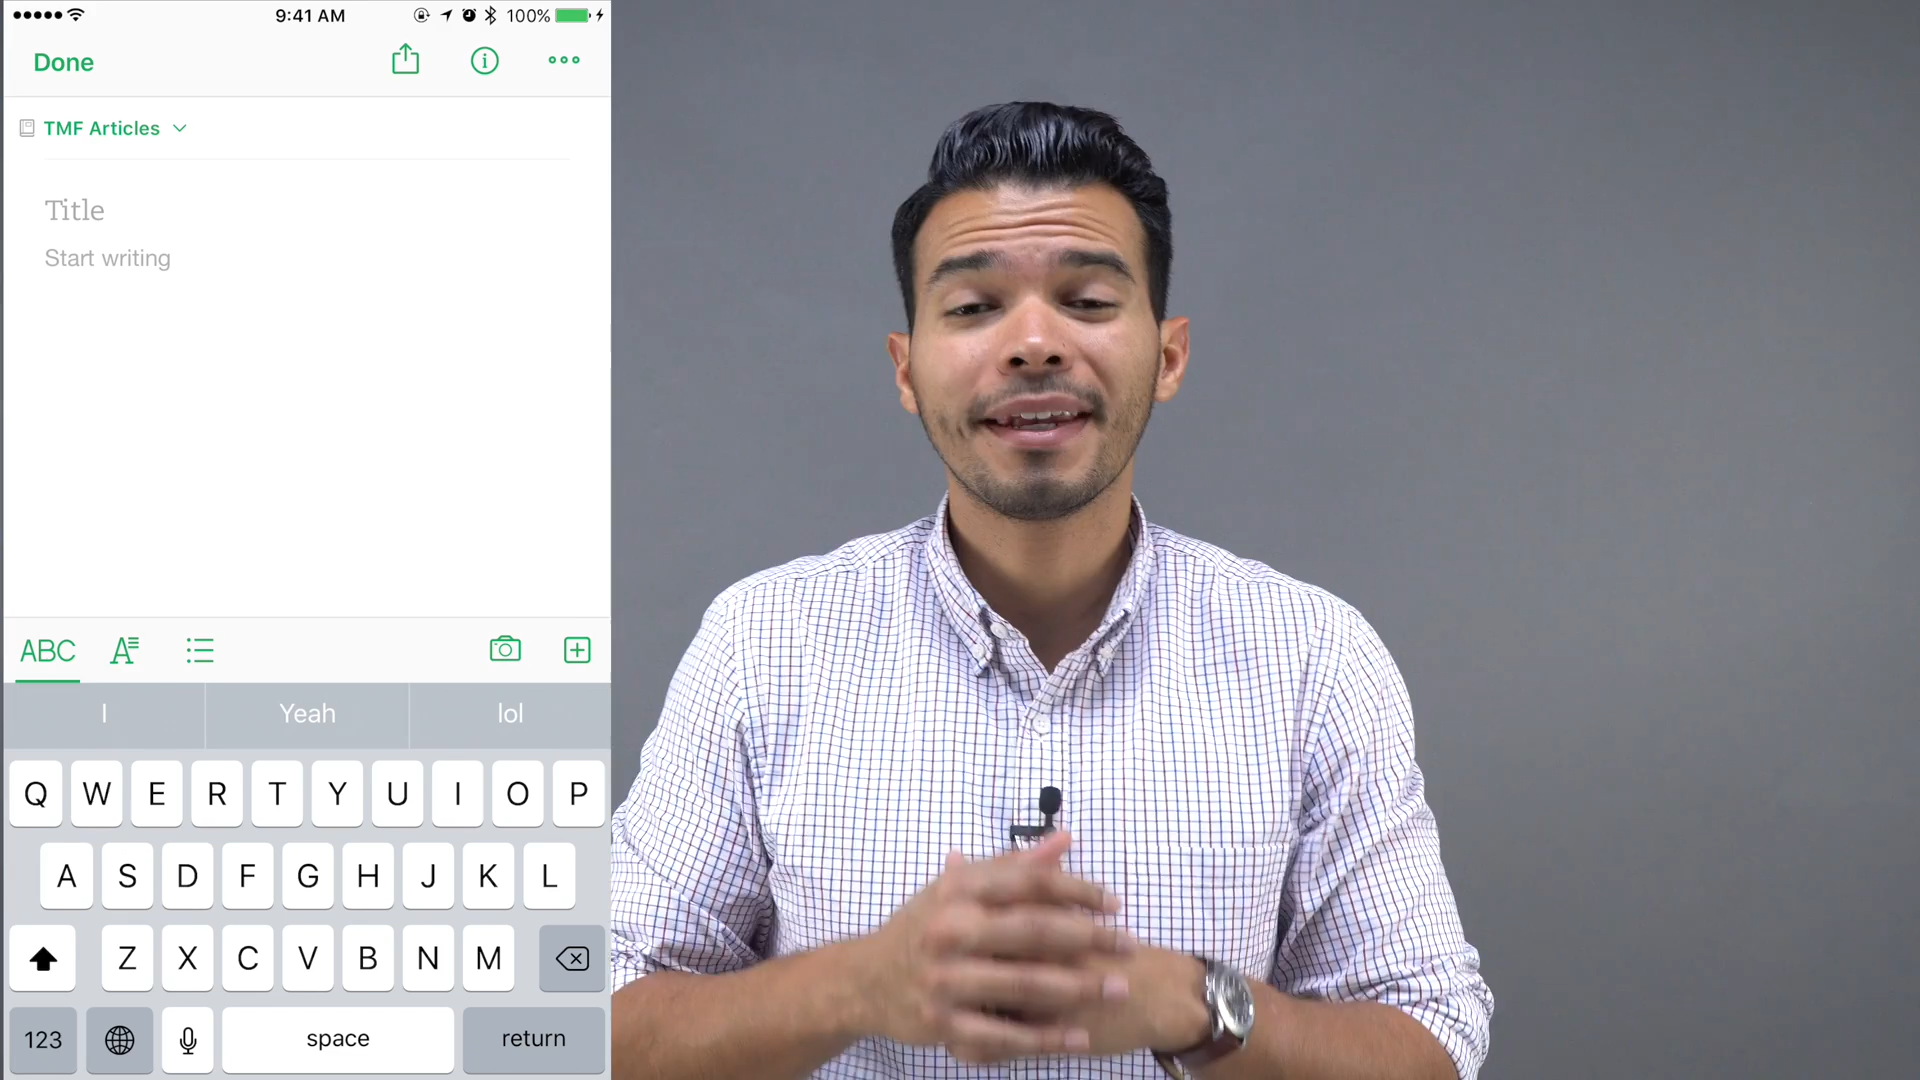 9:41 AM 100%
Done
TMF Articles
Title
Start writing
ABC A
I Yeah lol
Q W E R T Y U I O P
A S D F G H J K L
Z X C V B N M
123 space return